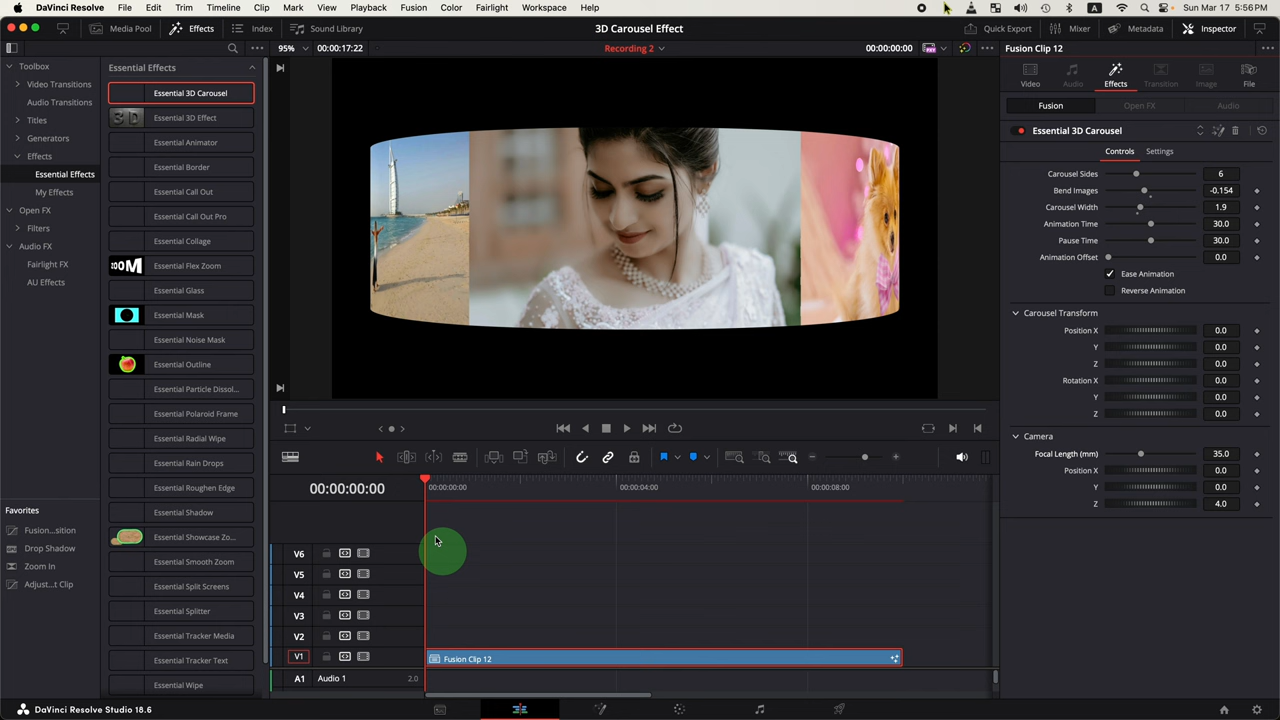 DaVinci Resolve File Edit Trim Timeline Clip Mark View Playback Fusion Color Fairlight Workspace Help A Sun Mar 17 5:56 PM
Media Pool Effects Index Sound Library 3D Carousel Effect Quick Export Mixer Metadata Inspector
95% 00:00:17:22 Recording 2 00:00:00:00 Fusion Clip 12
Toolbox
Video Transitions
Audio Transitions
Titles
Generators
Effects
Essential Effects
My Effects
Open FX
Filters
Audio FX
Fairlight FX
AU Effects
Favorites
Fusion...sition
Drop Shadow
Zoom In
Adjust...t Clip
Essential Effects
Essential 3D Carousel
3D Essential 3D Effect
Essential Animator
Essential Border
Essential Call Out
Essential Call Out Pro
Essential Collage
ZOOM Essential Flex Zoom
Essential Glass
Essential Mask
Essential Noise Mask
Essential Outline
Essential Particle Dissol...
Essential Polaroid Frame
Essential Radial Wipe
Essential Rain Drops
Essential Roughen Edge
Essential Shadow
Essential Showcase Zo...
Essential Smooth Zoom
Essential Split Screens
Essential Splitter
Essential Tracker Media
Essential Tracker Text
Essential Wipe
00:00:00:00 00:00:00:00 00:00:04:00 00:00:08:00
V6
V5
V4
V3
V2
V1 Fusion Clip 12
A1 Audio 1 2.0
Video Audio Effects Transition Image File
Fusion Open FX Audio
Essential 3D Carousel
Controls Settings
Carousel Sides 6
Bend Images -0.154
Carousel Width 1.9
Animation Time 30.0
Pause Time 30.0
Animation Offset 0.0
Ease Animation
Reverse Animation
Carousel Transform
Position X 0.0
Y 0.0
Z 0.0
Rotation X 0.0
Y 0.0
Z 0.0
Camera
Focal Length (mm) 35.0
Position X 0.0
Y 0.0
Z 4.0
DaVinci Resolve Studio 18.6